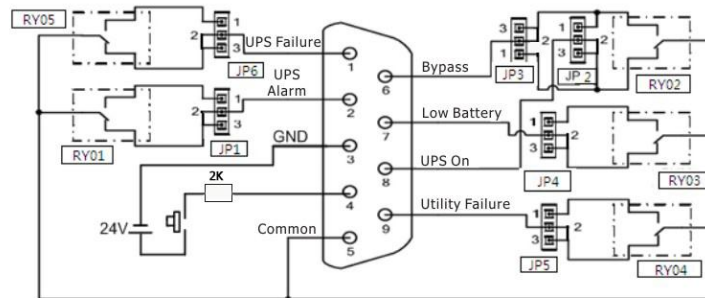 RY05
1
2
3
UPS Failure
JP6
UPS
Alarm
1
2
3
RY01
JP1
GND
2K
24V
Common
1
2
3
4
5
6
7
8
9
Bypass
1
2
3
JP3
1
2
3
JP 2
RY02
Low Battery
1
2
3
UPS On
JP4
RY03
Utility Failure
1
2
3
JP5
RY04